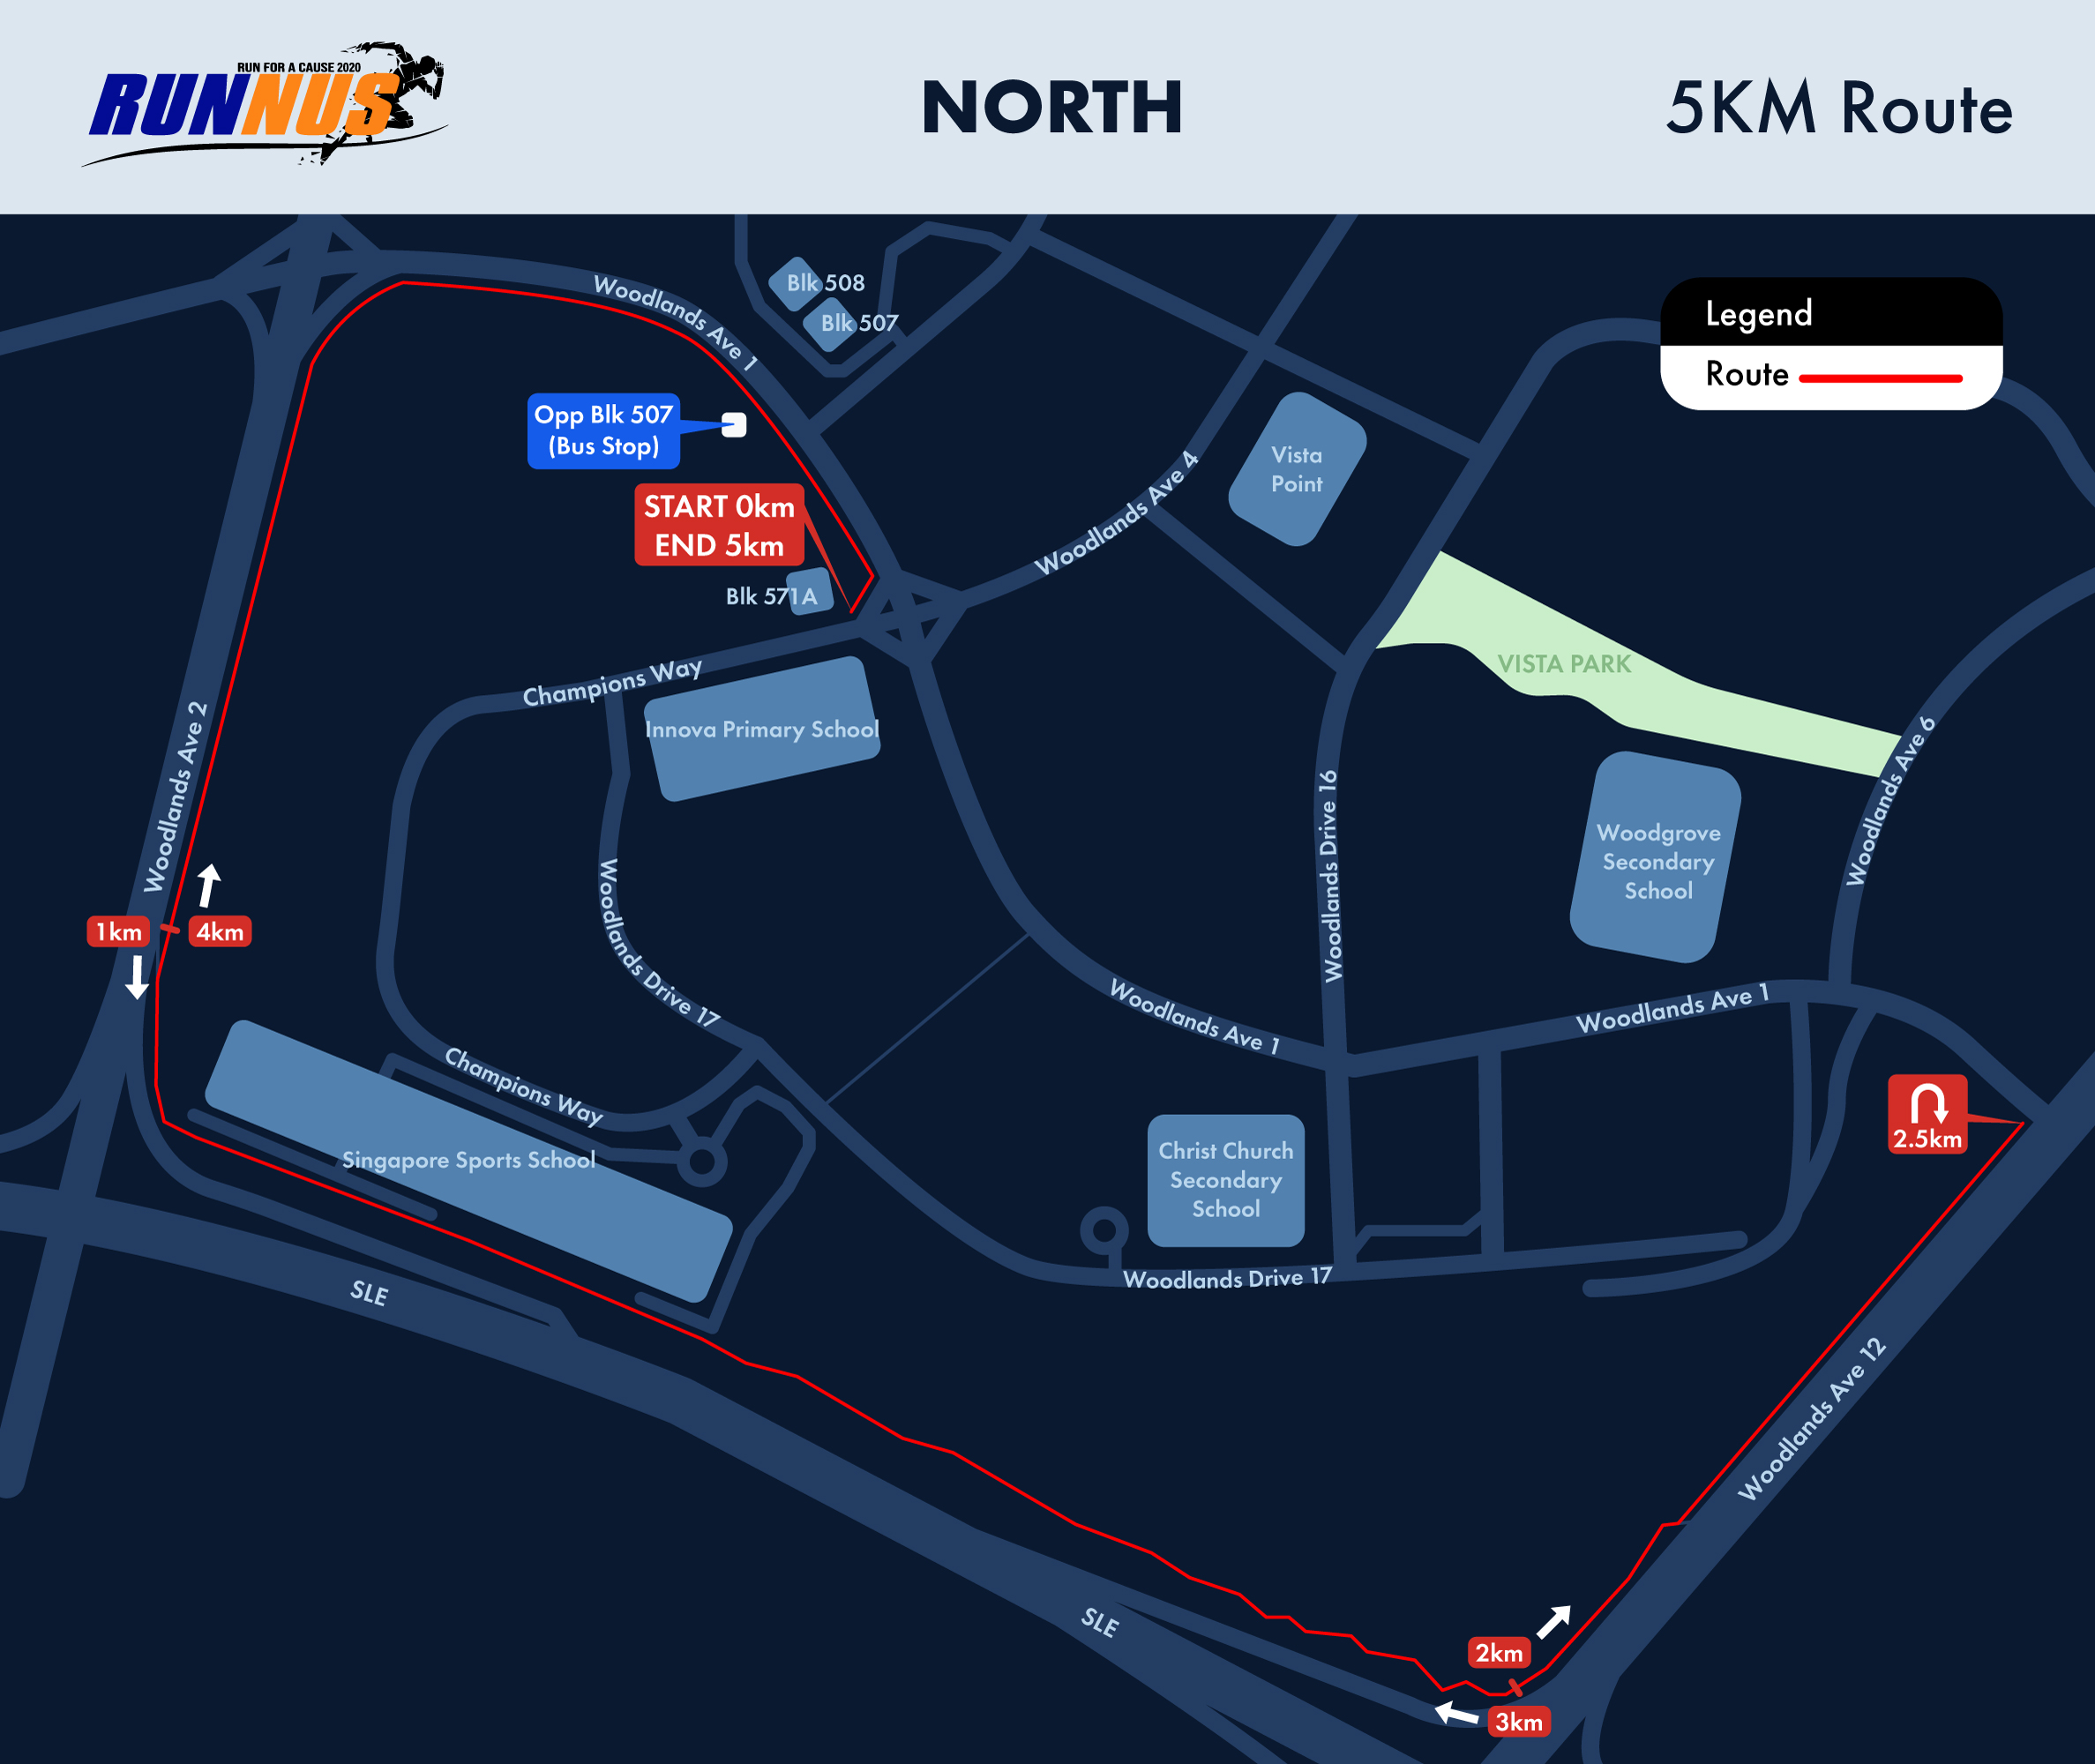 RUN FOR A CAUSE 2020
RUNNUS
NORTH
5KM Route
Legend
Route
Woodlands Ave 1
Blk 508
Blk 507
Opp Blk 507
(Bus Stop)
START 0km
END 5km
Blk 571A
Woodlands Ave 4
Vista
Point
VISTA PARK
Champions Way
Innova Primary School
Woodlands Ave 2
Woodlands Ave 6
Woodlands Drive 16
Woodgrove
Secondary
School
1km
4km
Woodlands Drive 17
Woodlands Ave 1
Woodlands Ave 1
Champions Way
Singapore Sports School
Christ Church
Secondary
School
2.5km
Woodlands Drive 17
SLE
Woodlands Ave 12
SLE
2km
3km